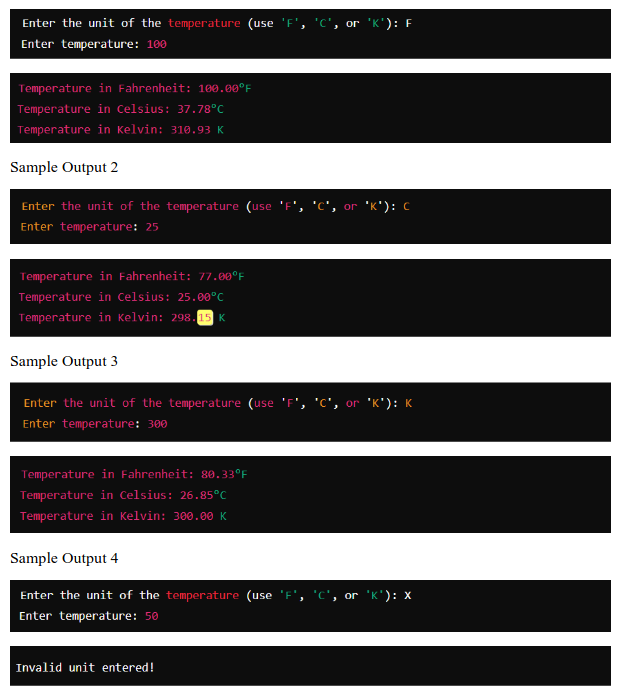 Enter the unit of the temperature (use 'F', 'C', or 'K'): F
Enter temperature: 100
Temperature in Fahrenheit: 100.00°F
Temperature in Celsius: 37.78°C
Temperature in Kelvin: 310.93 K
Sample Output 2
Enter the unit of the temperature (use 'F', 'C', or 'K'): C
Enter temperature: 25
Temperature in Fahrenheit: 77.00°F
Temperature in Celsius: 25.00°C
Temperature in Kelvin: 298.15 K
Sample Output 3
Enter the unit of the temperature (use 'F', 'C', or 'K'): K
Enter temperature: 300
Temperature in Fahrenheit: 80.33°F
Temperature in Celsius: 26.85°C
Temperature in Kelvin: 300.00 K
Sample Output 4
Enter the unit of the temperature (use 'F', 'C', or 'K'): X
Enter temperature: 50
Invalid unit entered!